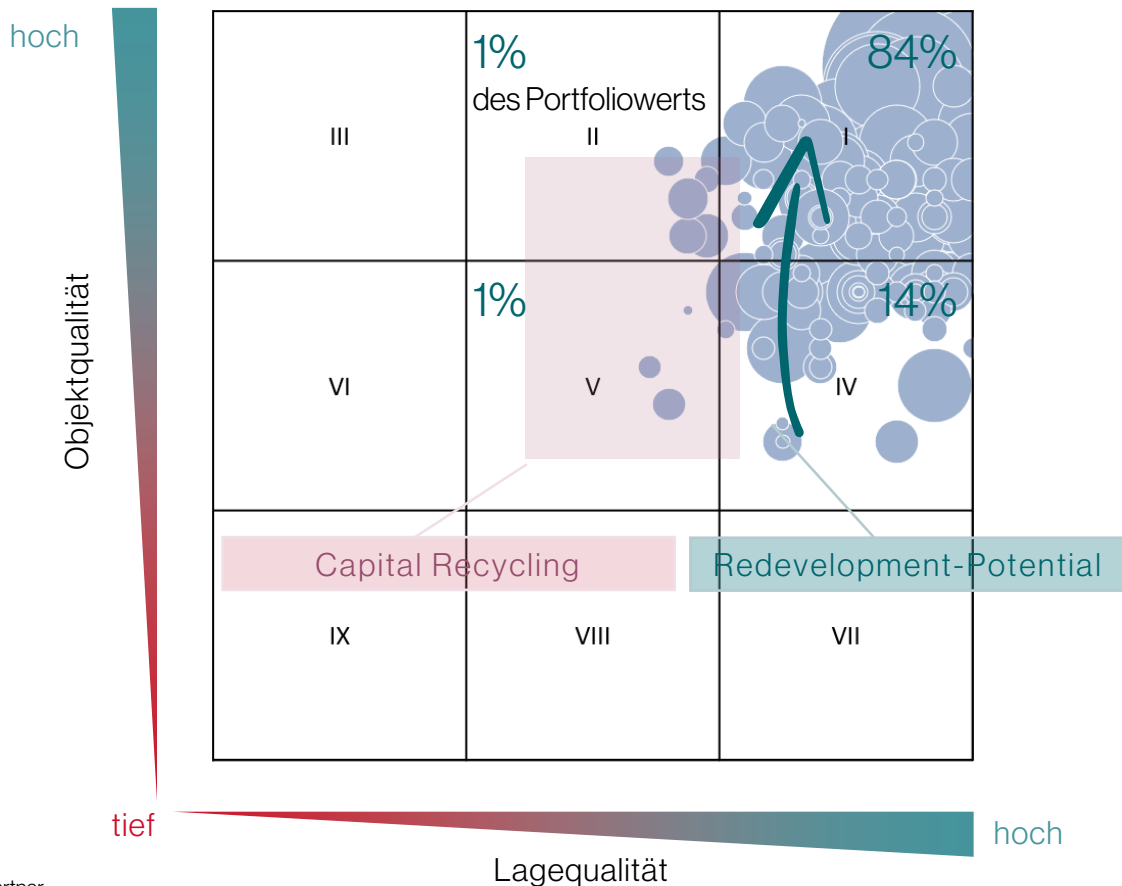 hoch
1%
84%
des Portfoliowerts
III
II
I
Objektqualität
1%
14%
VI
V
IV
Capital Recycling
Redevelopment-Potential
IX
VIII
VII
tief
hoch
Lagequalität